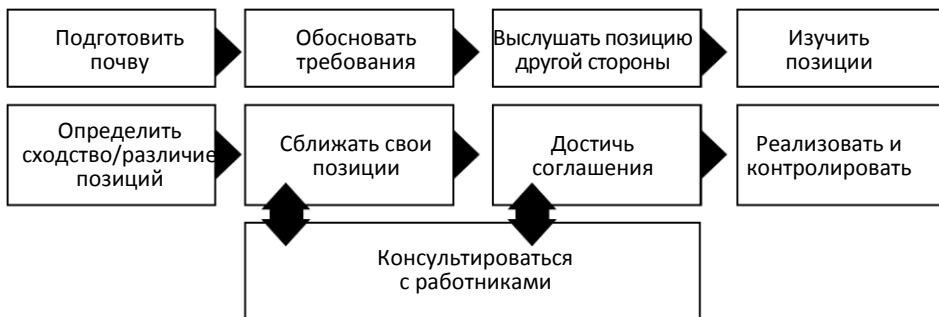 Подготовить
почву
Обосновать
требования
Выслушать позицию
другой стороны
Изучить
позиции
Определить
сходство/различие
позиций
Сближать свои
позиции
Достичь
соглашения
Реализовать и
контролировать
Консультироваться
с работниками